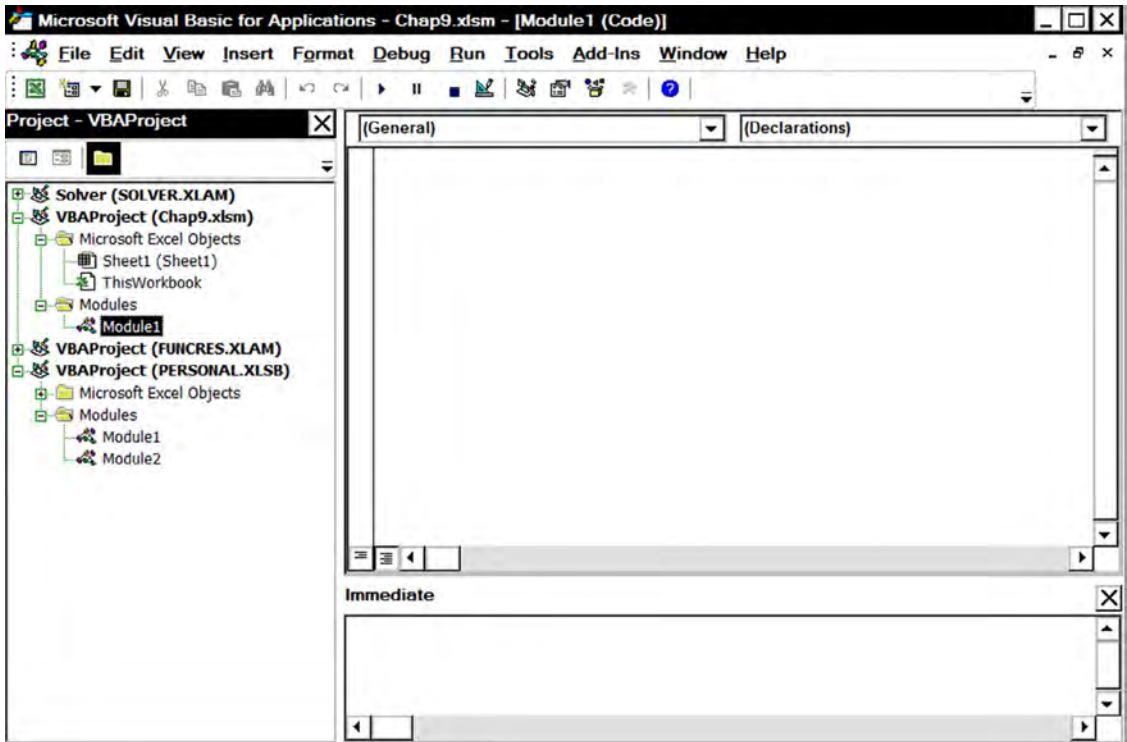 Microsoft Visual Basic for Applications - Chap9.xlsm - [Module1 (Code)]
File Edit View Insert Format Debug Run Tools Add-Ins Window Help
Project - VBAProject
(General)
(Declarations)
Solver (SOLVER.XLAM)
VBAProject (Chap9.xlsm)
Microsoft Excel Objects
Sheet1 (Sheet1)
ThisWorkbook
Modules
Module1
VBAProject (FUNCRES.XLAM)
VBAProject (PERSONAL.XLSB)
Microsoft Excel Objects
Modules
Module1
Module2
Immediate